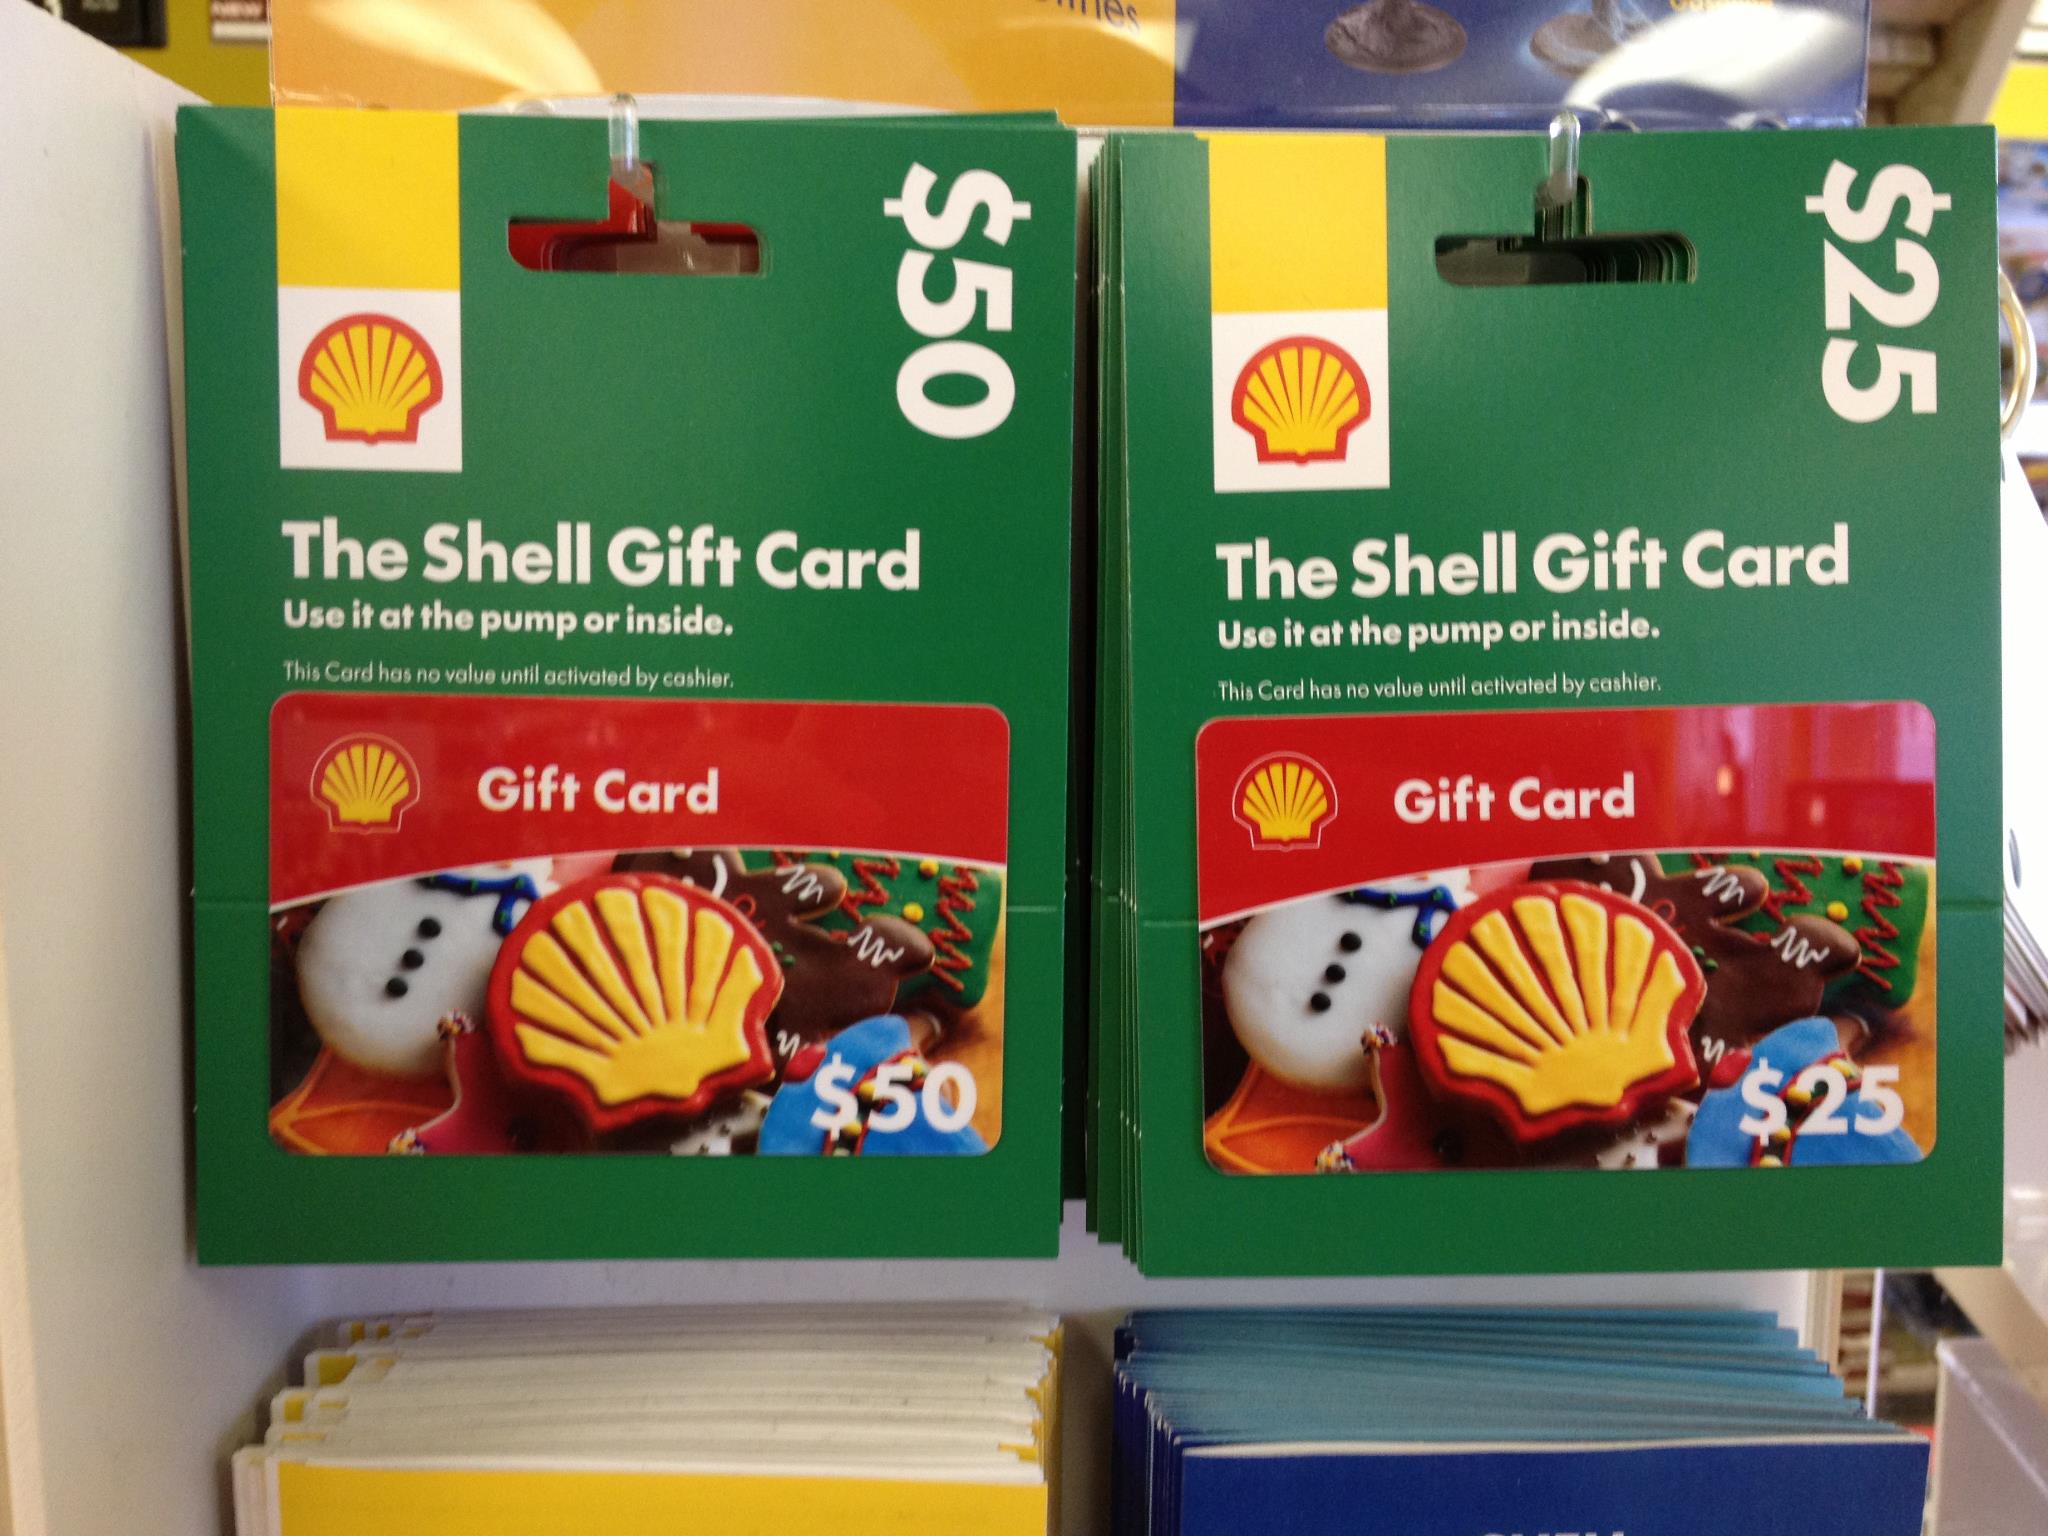 NEW
$50
The Shell Gift Card
Use it at the pump or inside.
This Card has no value until activated by cashier.
Gift Card
$50
$25
The Shell Gift Card
Use it at the pump or inside.
This Card has no value until activated by cashier.
Gift Card
$25